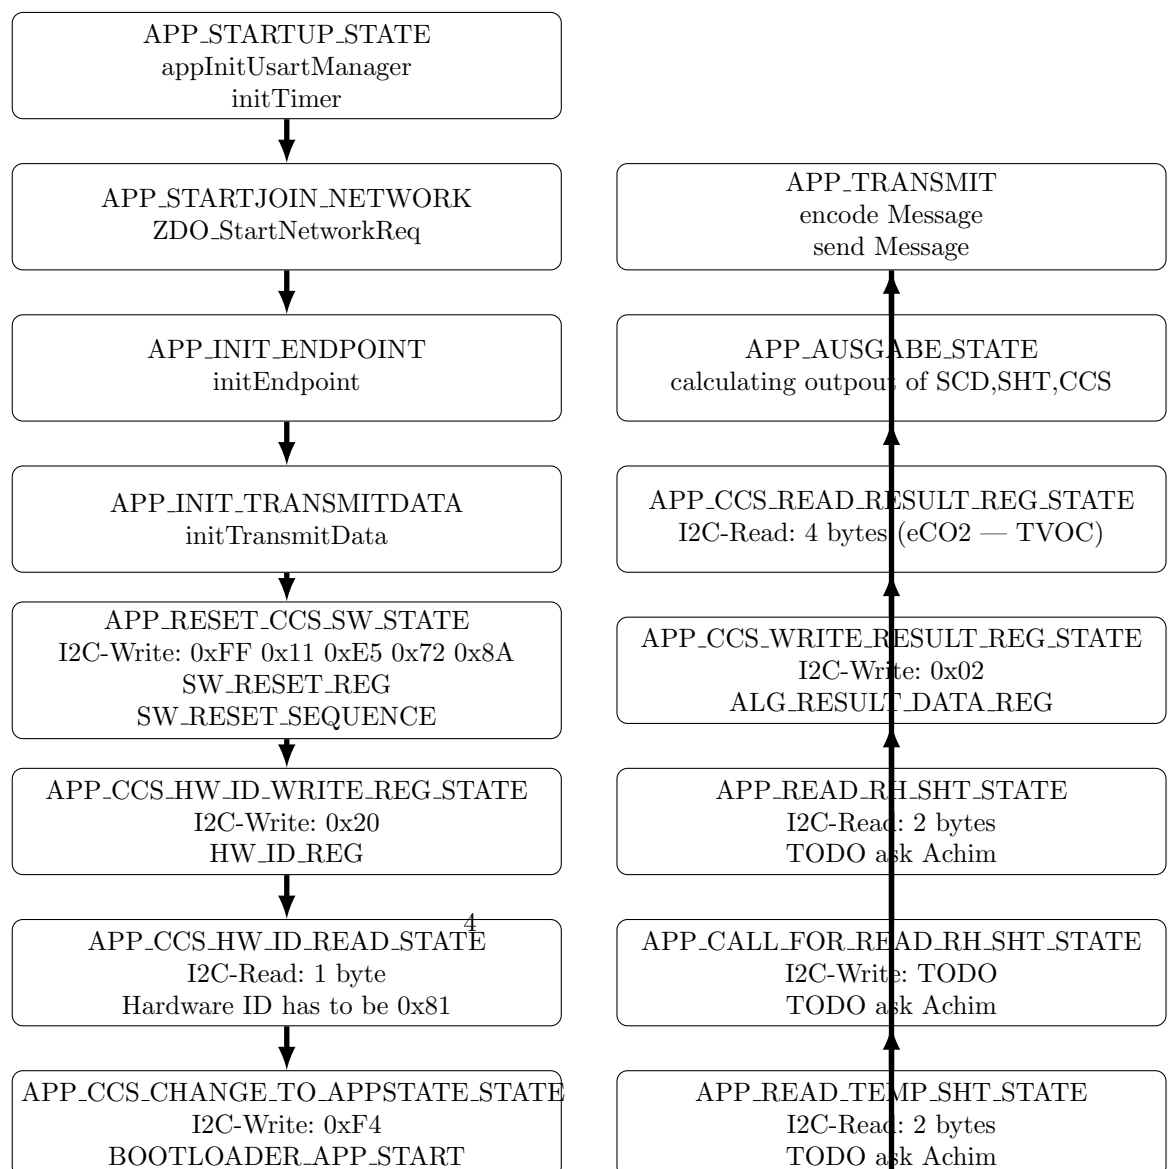 APP_STARTUP_STATE
appInitUsartManager
initTimer
APP_STARTJOIN_NETWORK
ZDO_StartNetworkReq
APP_INIT_ENDPOINT
initEndpoint
APP_INIT_TRANSMITDATA
initTransmitData
APP_RESET_CCS_SW_STATE
I2C-Write: 0xFF 0x11 0xE5 0x72 0x8A
SW_RESET_REG
SW_RESET_SEQUENCE
APP_CCS_HW_ID_WRITE_REG_STATE
I2C-Write: 0x20
HW_ID_REG
4
APP_CCS_HW_ID_READ_STATE
I2C-Read: 1 byte
Hardware ID has to be 0x81
APP_CCS_CHANGE_TO_APPSTATE_STATE
I2C-Write: 0xF4
BOOTLOADER_APP_START
APP_TRANSMIT
encode Message
send Message
APP_AUSGABE_STATE
calculating outpout of SCD,SHT,CCS
APP_CCS_READ_RESULT_REG_STATE
I2C-Read: 4 bytes (eCO2 — TVOC)
APP_CCS_WRITE_RESULT_REG_STATE
I2C-Write: 0x02
ALG_RESULT_DATA_REG
APP_READ_RH_SHT_STATE
I2C-Read: 2 bytes
TODO ask Achim
APP_CALL_FOR_READ_RH_SHT_STATE
I2C-Write: TODO
TODO ask Achim
APP_READ_TEMP_SHT_STATE
I2C-Read: 2 bytes
TODO ask Achim